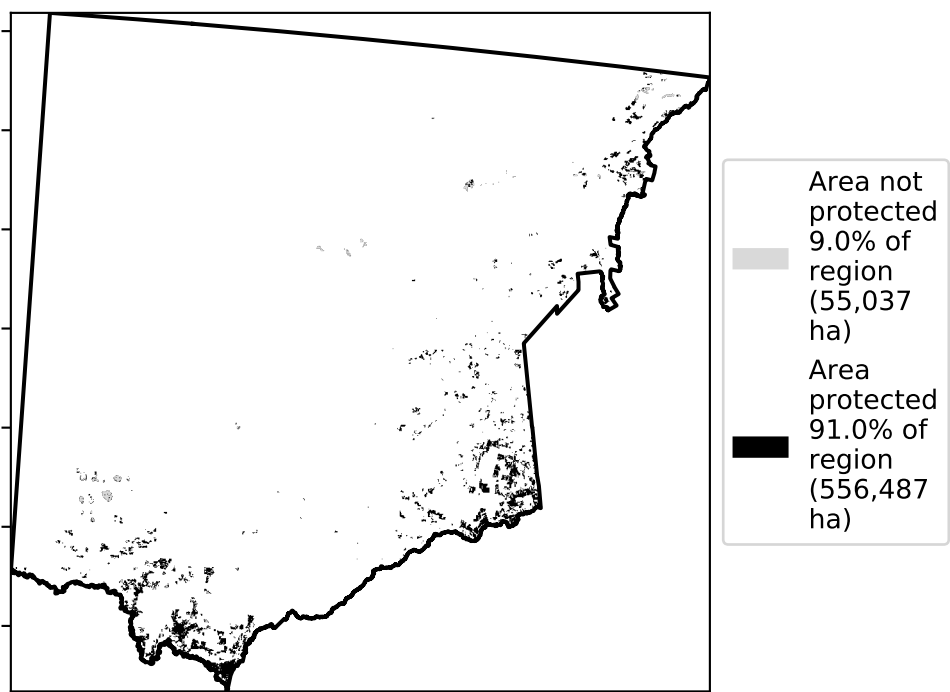 Area not
protected
9.0% of
region
(55,037
ha)
Area
protected
91.0% of
region
(556,487
ha)